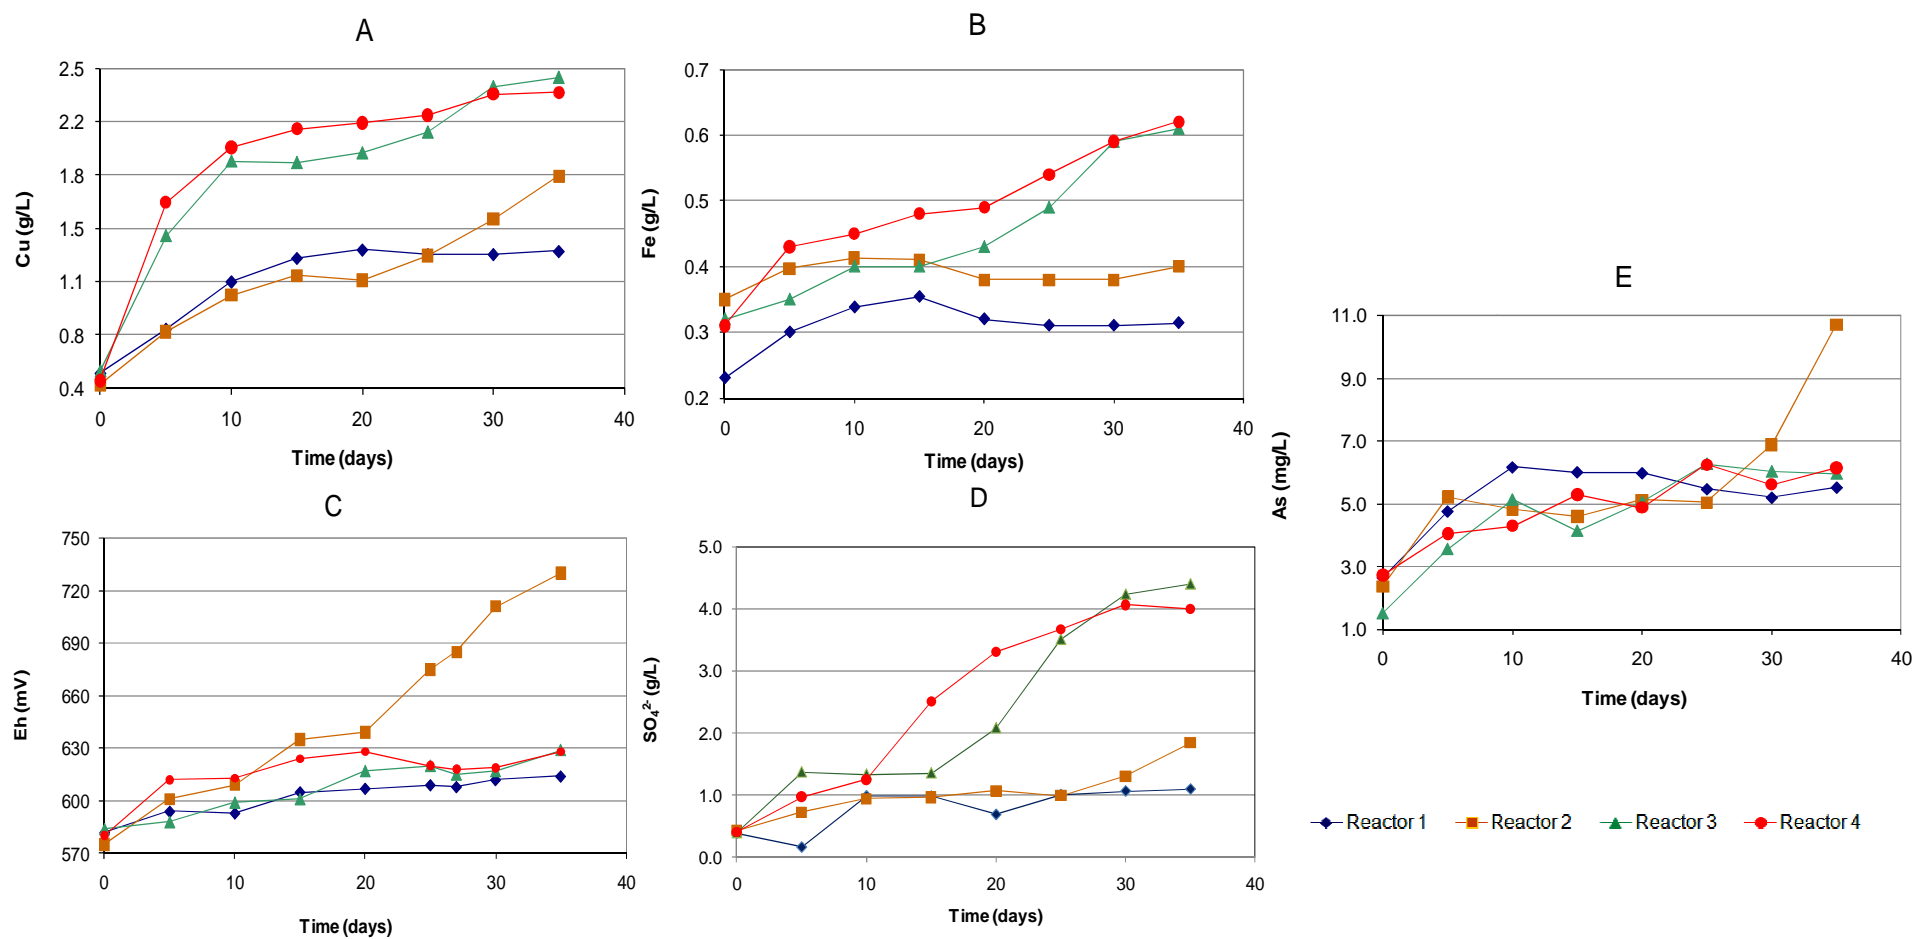 A
2.5
2.2
1.8
1.5
1.1
0.8
0.4
Cu (g/L)
0 10 20 30 40
Time (days)
B
0.7
0.6
0.5
0.4
0.3
0.2
Fe (g/L)
0 10 20 30 40
Time (days)
C
750
720
690
660
630
600
570
Eh (mV)
0 10 20 30 40
Time (days)
D
5.0
4.0
3.0
2.0
1.0
0.0
SO₄²⁻ (g/L)
0 10 20 30 40
Time (days)
E
11.0
9.0
7.0
5.0
3.0
1.0
As (mg/L)
0 10 20 30 40
Time (days)
Reactor 1 Reactor 2 Reactor 3 Reactor 4